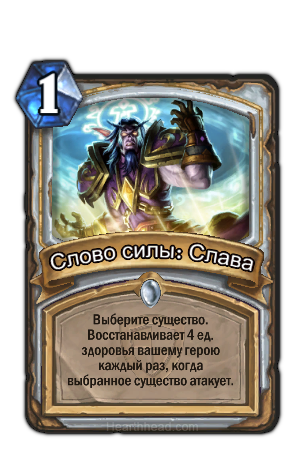 1
Слово силы: Слава
Выберите существо.
Восстанавливает 4 ед.
здоровья вашему герою
каждый раз, когда
выбранное существо атакует.
Hearthhead.com